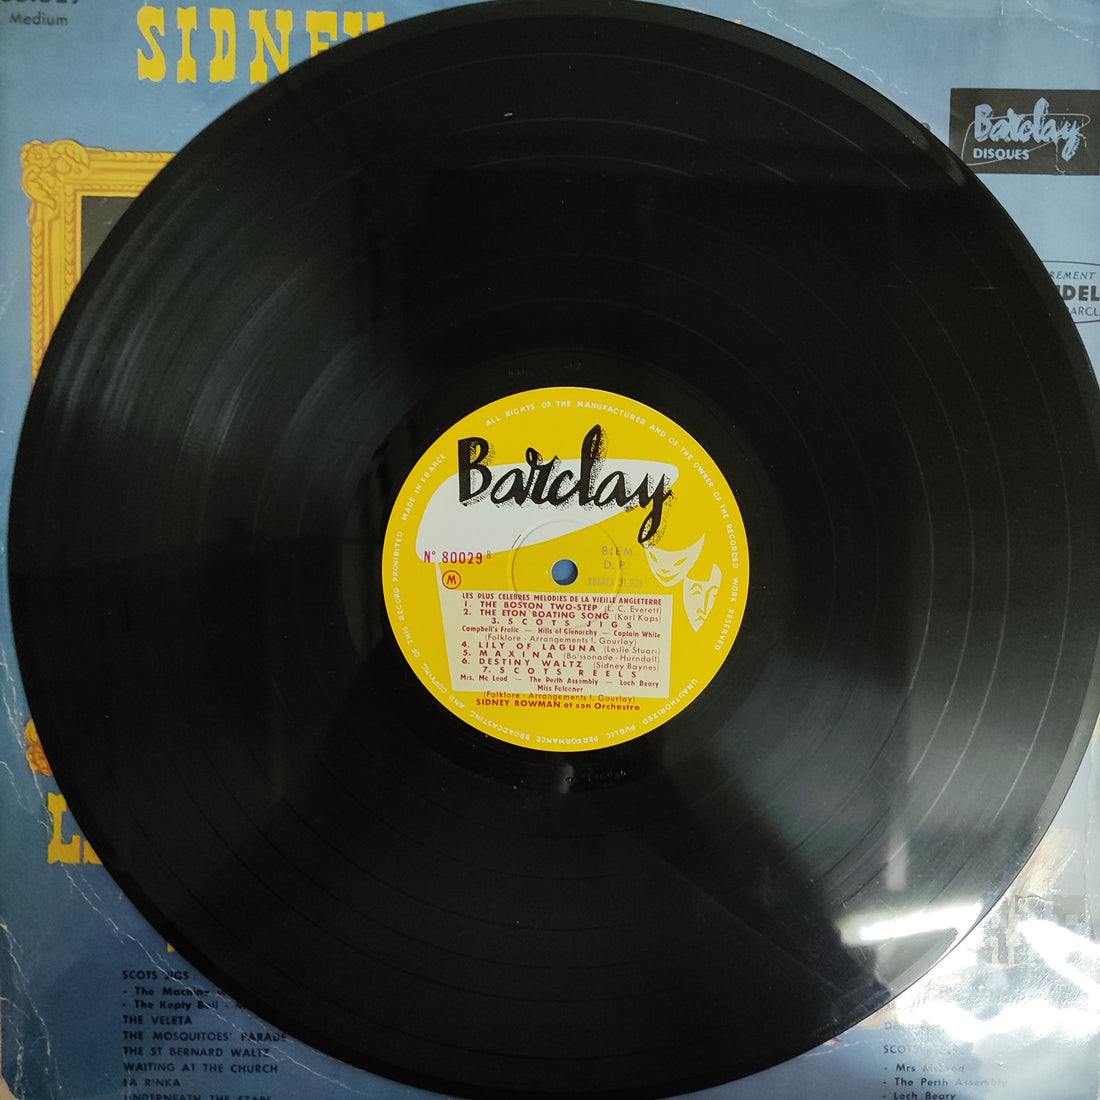 Medium
SIDNEY
Barclay
DISQUES
ALL RIGHTS OF THE MANUFACTURER AND OF THE OWNER OF THE RECORDED WORK RESERVED
UNAUTHORIZED PUBLIC PERFORMANCE BROADCASTING AND COPYING OF THIS RECORD PROHIBITED
MADE IN FRANCE
Barclay
N° 80029 B
BIEM
D. P.
M
LES PLUS CELEBRES MELODIES DE LA VIEILLE ANGLETERRE
1. THE BOSTON TWO-STEP (L. C. Everett)
2. THE ETON BOATING SONG (Karl Kaps)
3. SCOTS JIGS
Campbell's Frolic — Hills of Glenorchy — Captain White
(Folklore - Arrangements I. Gourlay)
4. LILY OF LAGUNA (Leslie Stuart)
5. MAXINA (Boissonade - Hurndall)
6. DESTINY WALTZ (Sidney Baynes)
7. SCOTS REELS
Mrs. Mc Leod — The Perth Assembly — Loch Beary
Miss Falconer
(Folklore - Arrangements I. Gourlay)
SIDNEY BOWMAN et son Orchestre
SCOTS JIGS
- The Machine
- The Kepty Ball -
THE VELETA
THE MOSQUITOES' PARADE
THE ST BERNARD WALTZ
WAITING AT THE CHURCH
LA RINKA
UNDERNEATH THE STARS
- Mrs McLeod
- The Perth Assembly
- Loch Beary